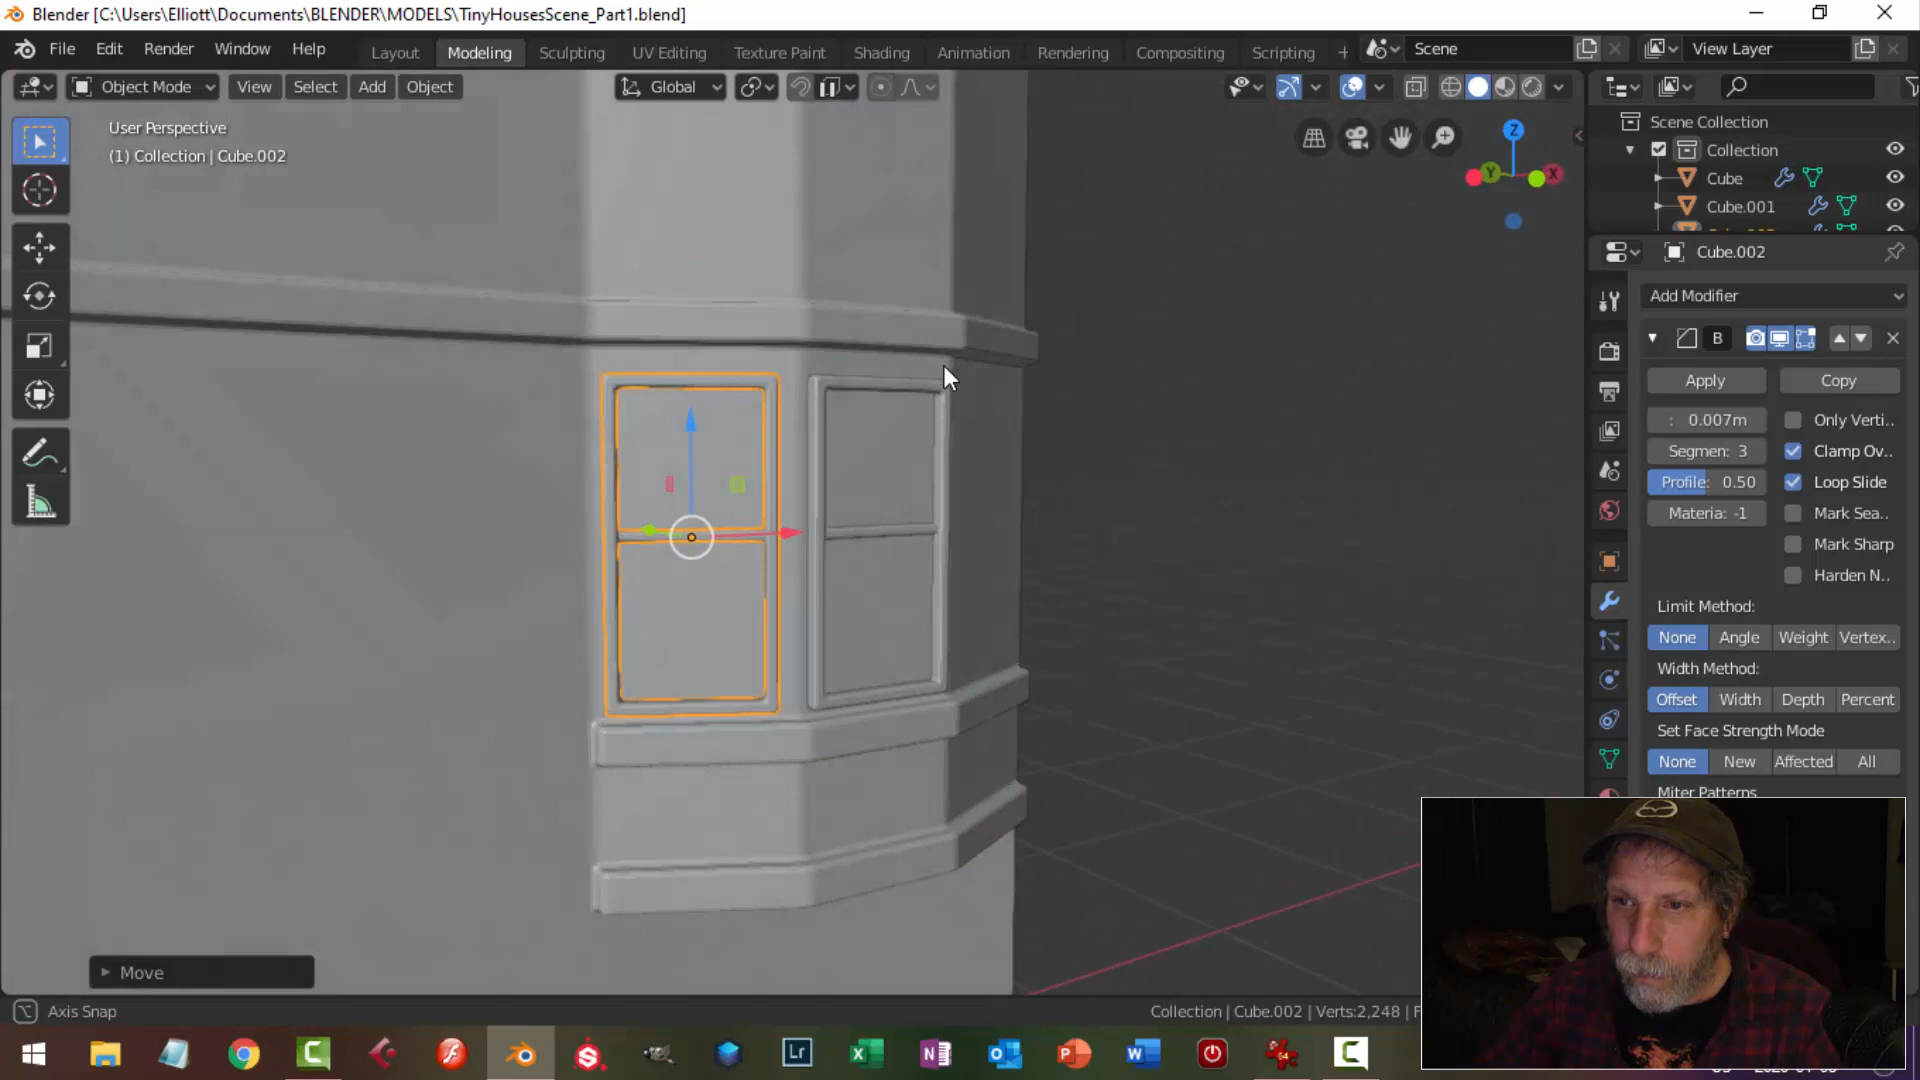 Blender [C:\Users\Elliott\Documents\BLENDER\MODELS\TinyHousesScene_Part1.blend]
File Edit Render Window Help
Layout Modeling Sculpting UV Editing Texture Paint Shading Animation Rendering Compositing Scripting +
Scene
View Layer
Object Mode View Select Add Object
Global
User Perspective
(1) Collection | Cube.002
Z
Y
X
Scene Collection
Collection
Cube
Cube.001
Cube.002
Add Modifier
B
Apply Copy
: 0.007m Only Verti..
Segmen: 3 Clamp Ov..
Profile: 0.50 Loop Slide
Materia: -1 Mark Sea..
Mark Sharp
Harden N..
Limit Method:
None Angle Weight Vertex..
Width Method:
Offset Width Depth Percent
Set Face Strength Mode
None New Affected All
Miter Patterns
Move
Axis Snap
Collection | Cube.002 | Verts:2,248 | F
Lr